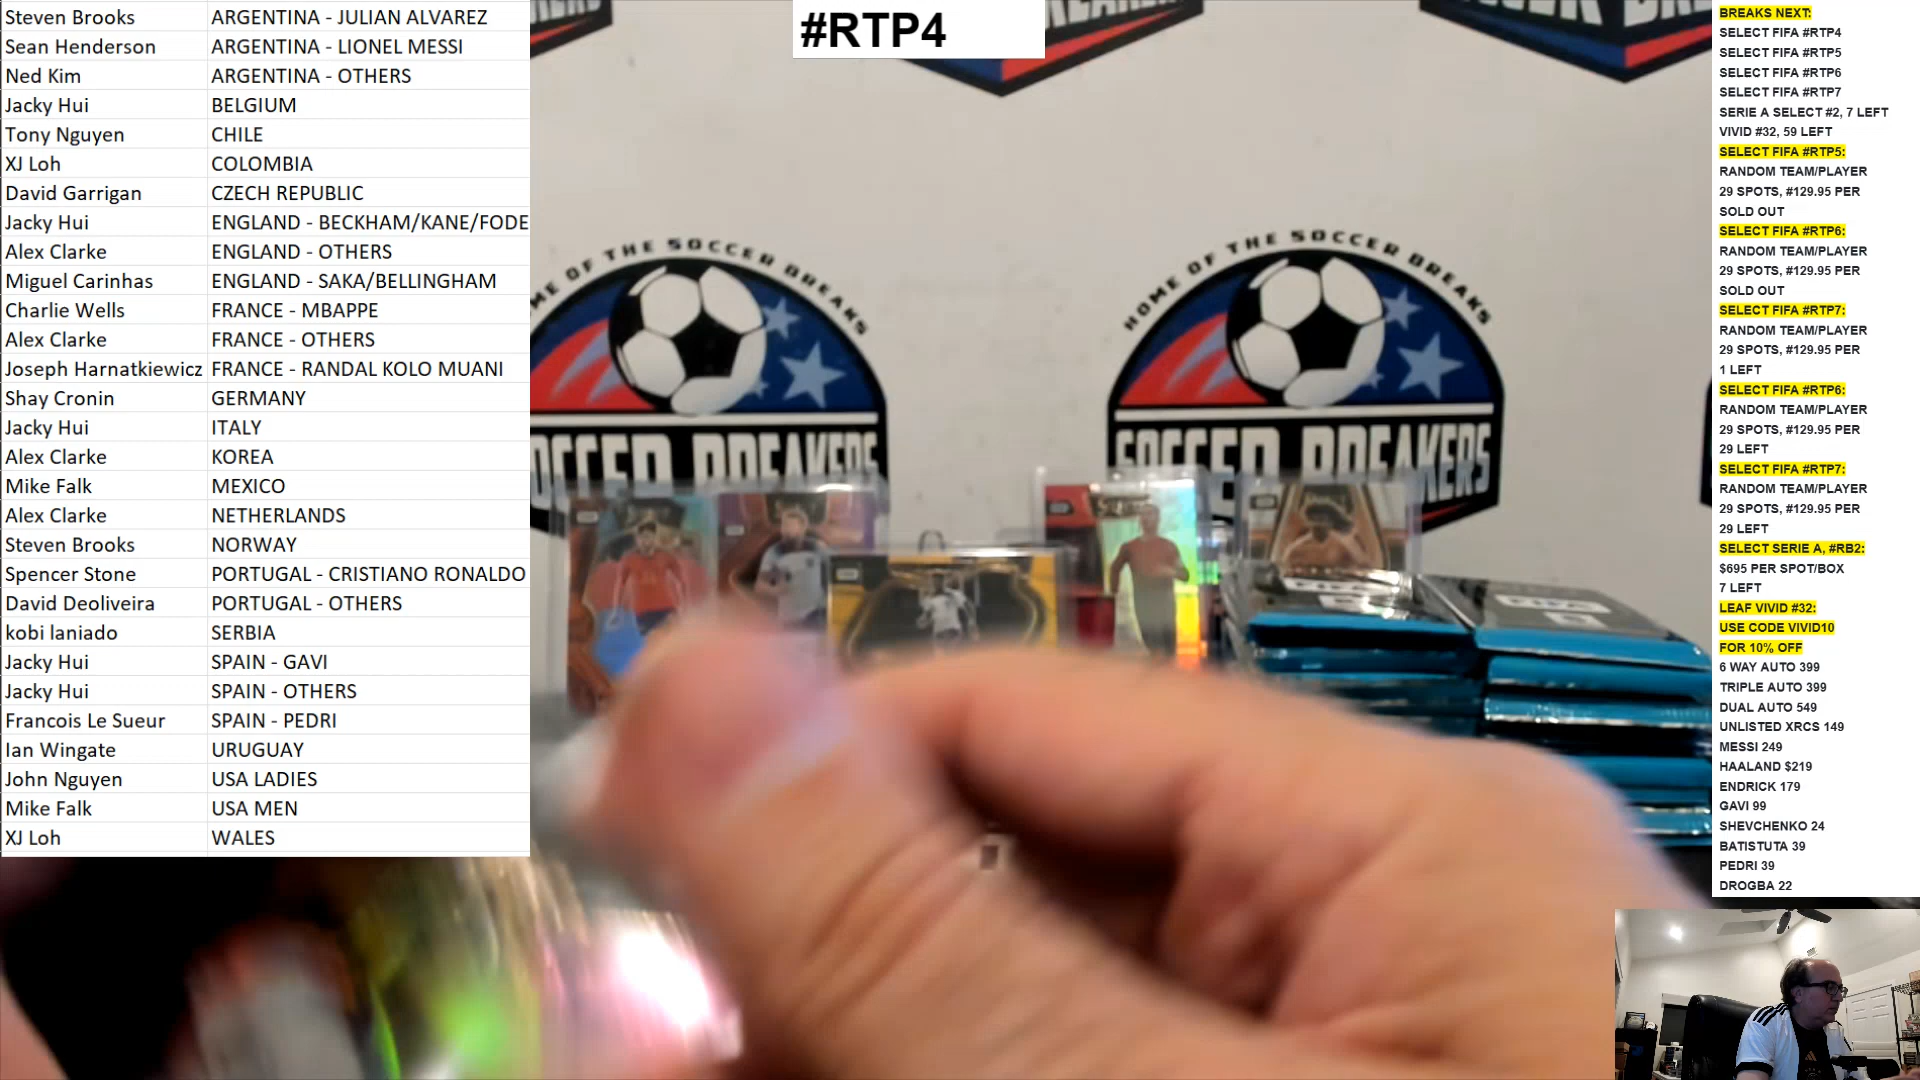 Steven Brooks ARGENTINA - JULIAN ALVAREZ
Sean Henderson ARGENTINA - LIONEL MESSI
Ned Kim ARGENTINA - OTHERS
Jacky Hui BELGIUM
Tony Nguyen CHILE
XJ Loh COLOMBIA
David Garrigan CZECH REPUBLIC
Jacky Hui ENGLAND - BECKHAM/KANE/FODE
Alex Clarke ENGLAND - OTHERS
Miguel Carinhas ENGLAND - SAKA/BELLINGHAM
Charlie Wells FRANCE - MBAPPE
Alex Clarke FRANCE - OTHERS
Joseph Harnatkiewicz FRANCE - RANDAL KOLO MUANI
Shay Cronin GERMANY
Jacky Hui ITALY
Alex Clarke KOREA
Mike Falk MEXICO
Alex Clarke NETHERLANDS
Steven Brooks NORWAY
Spencer Stone PORTUGAL - CRISTIANO RONALDO
David Deoliveira PORTUGAL - OTHERS
kobi laniado SERBIA
Jacky Hui SPAIN - GAVI
Jacky Hui SPAIN - OTHERS
Francois Le Sueur SPAIN - PEDRI
Ian Wingate URUGUAY
John Nguyen USA LADIES
Mike Falk USA MEN
XJ Loh WALES
#RTP4
OF THE SOCCER BREAKS
SOCCER BREAKERS
HOME OF THE SOCCER BREAKS
SOCCER BREAKERS
BREAKS NEXT:
SELECT FIFA #RTP4
SELECT FIFA #RTP5
SELECT FIFA #RTP6
SELECT FIFA #RTP7
SERIE A SELECT #2, 7 LEFT
VIVID #32, 59 LEFT
SELECT FIFA #RTP5:
RANDOM TEAM/PLAYER
29 SPOTS, #129.95 PER
SOLD OUT
SELECT FIFA #RTP6:
RANDOM TEAM/PLAYER
29 SPOTS, #129.95 PER
SOLD OUT
SELECT FIFA #RTP7:
RANDOM TEAM/PLAYER
29 SPOTS, #129.95 PER
1 LEFT
SELECT FIFA #RTP6:
RANDOM TEAM/PLAYER
29 SPOTS, #129.95 PER
29 LEFT
SELECT FIFA #RTP7:
RANDOM TEAM/PLAYER
29 SPOTS, #129.95 PER
29 LEFT
SELECT SERIE A, #RB2:
$695 PER SPOT/BOX
7 LEFT
LEAF VIVID #32:
USE CODE VIVID10
FOR 10% OFF
6 WAY AUTO 399
TRIPLE AUTO 399
DUAL AUTO 549
UNLISTED XRCS 149
MESSI 249
HAALAND $219
ENDRICK 179
GAVI 99
SHEVCHENKO 24
BATISTUTA 39
PEDRI 39
DROGBA 22